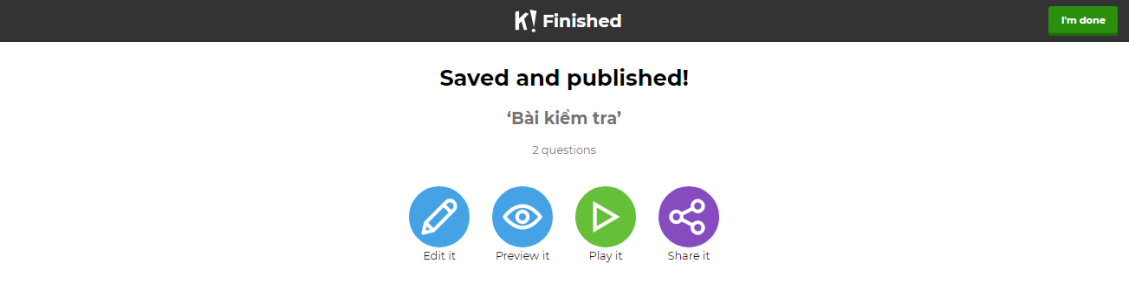 K! Finished
I'm done
Saved and published!
‘Bài kiểm tra’
2 questions
Edit it
Preview it
Play it
Share it